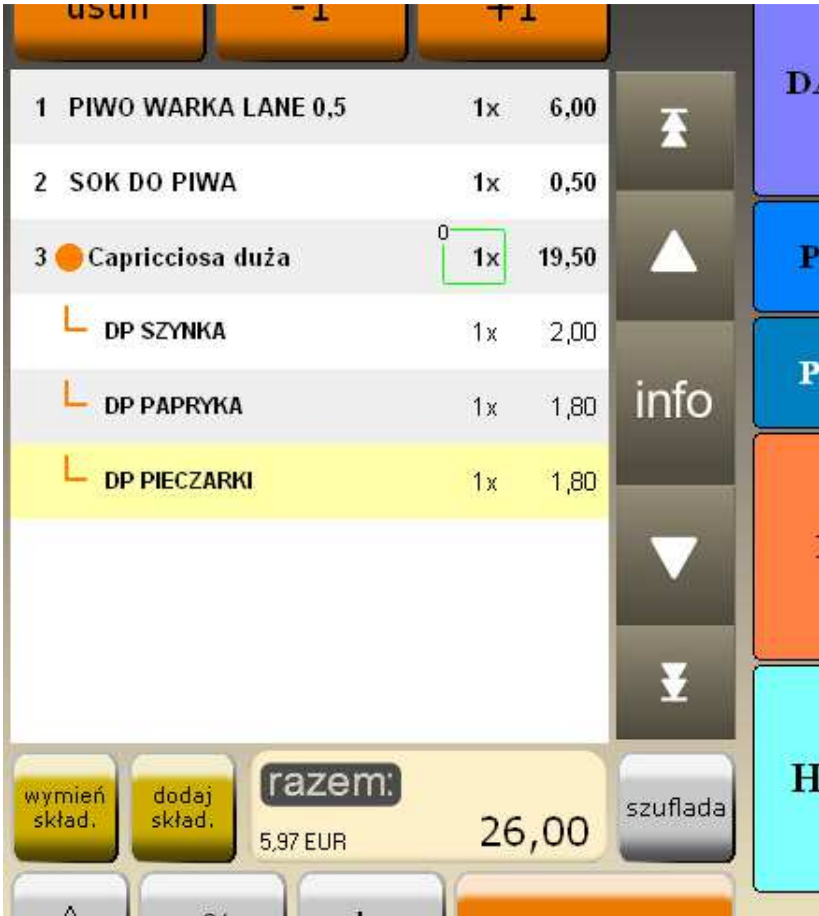 usuń -1 +1
1 PIWO WARKA LANE 0,5 1x 6,00
2 SOK DO PIWA 1x 0,50
0
3 Capricciosa duża 1x 19,50
DP SZYNKA 1x 2,00
DP PAPRYKA 1x 1,80
DP PIECZARKI 1x 1,80
info
wymień
skład.
dodaj
skład.
razem:
5,97 EUR 26,00
szuflada